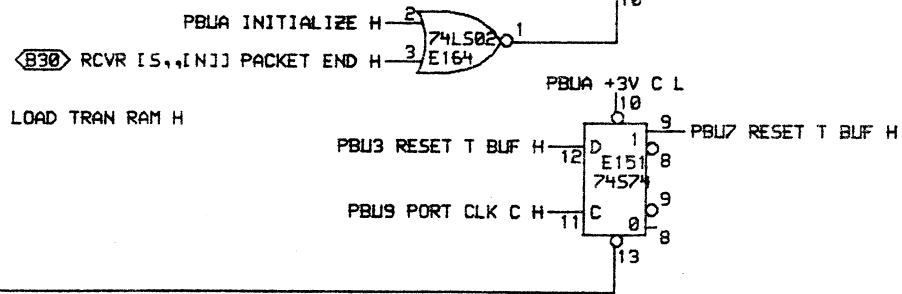 10
PBUA INITIALIZE H 2
74LS02 1
<B30> RCVR [S,,[N]] PACKET END H 3 E164
PBUA +3V C L
10
LOAD TRAN RAM H
9 PBU7 RESET T BUF H
PBU3 RESET T BUF H 12 D 1
E151 8
74S74
9
PBU9 PORT CLK C H 11 C
0 8
13